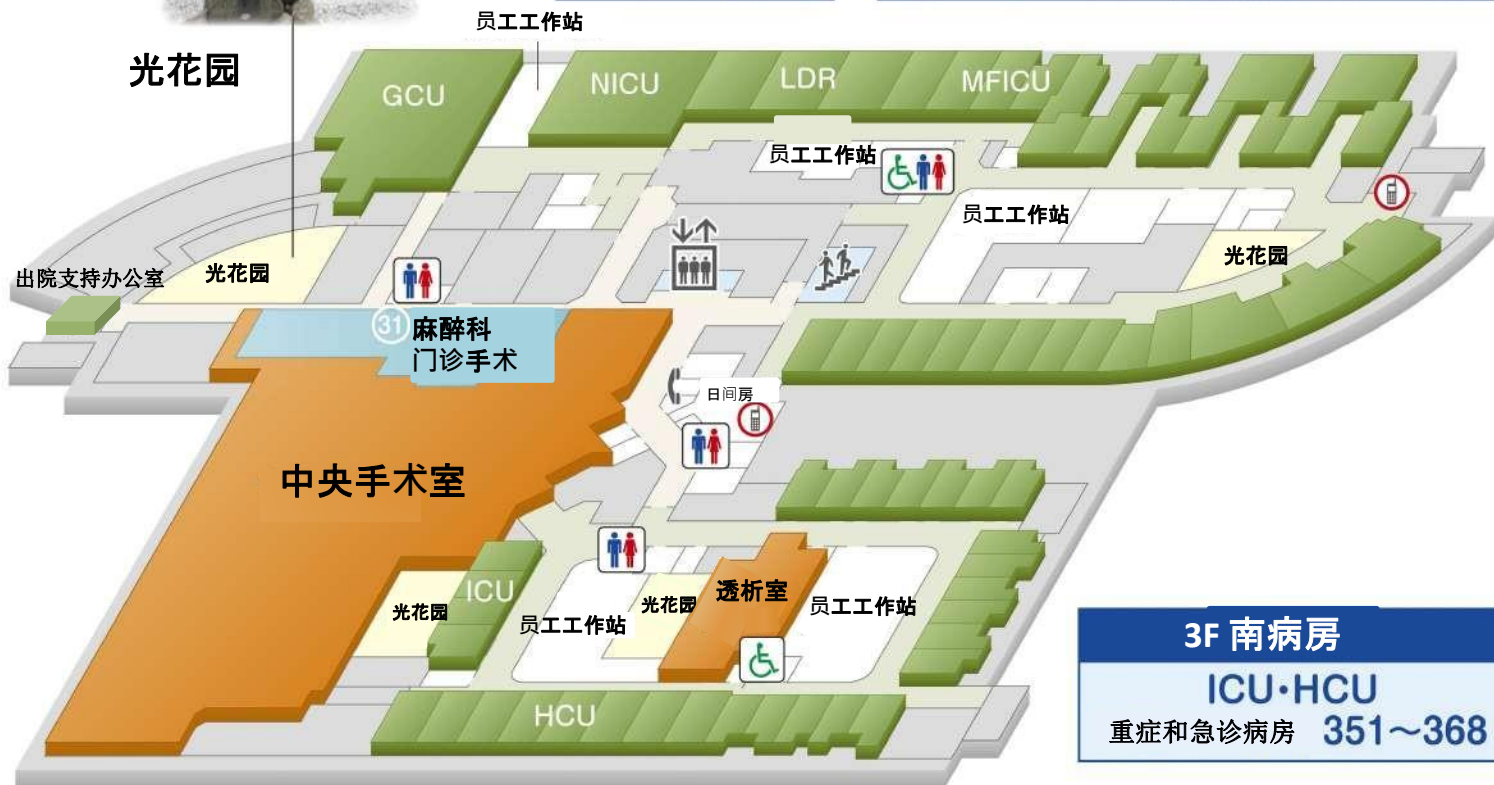 员工工作站
光花园
GCU
NICU
LDR
MFICU
员工工作站
员工工作站
光花园
光花园
出院支持办公室
31
麻醉科
门诊手术
日间房
中央手术室
ICU
光花园
员工工作站
光花园
透析室
员工工作站
HCU
3F 南病房
ICU•HCU
重症和急诊病房 351～368